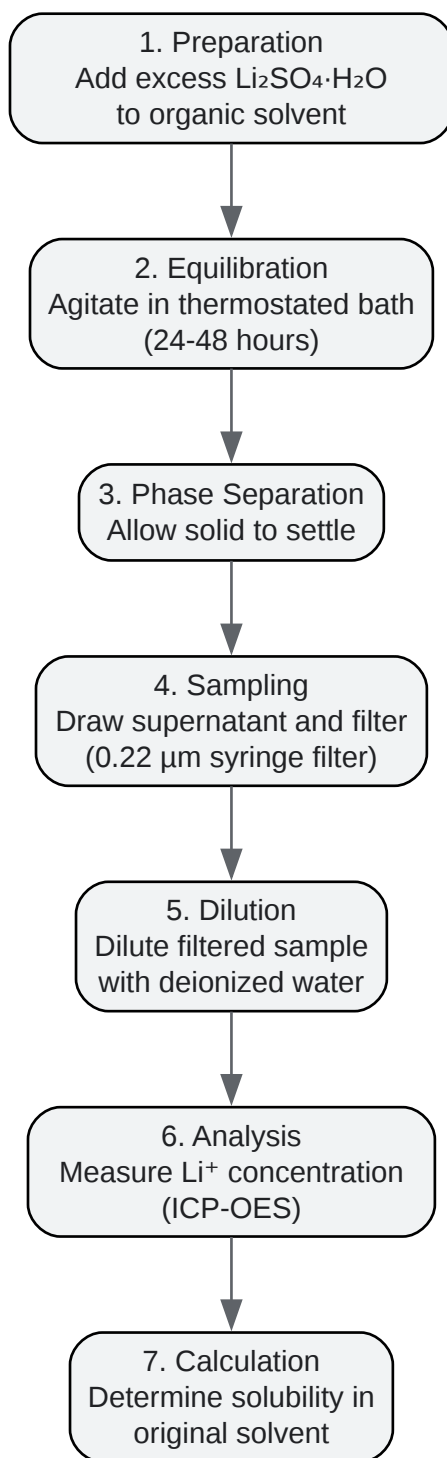 1. Preparation
Add excess Li₂SO₄·H₂O
to organic solvent
2. Equilibration
Agitate in thermostated bath
(24-48 hours)
3. Phase Separation
Allow solid to settle
4. Sampling
Draw supernatant and filter
(0.22 µm syringe filter)
5. Dilution
Dilute filtered sample
with deionized water
6. Analysis
Measure Li⁺ concentration
(ICP-OES)
7. Calculation
Determine solubility in
original solvent